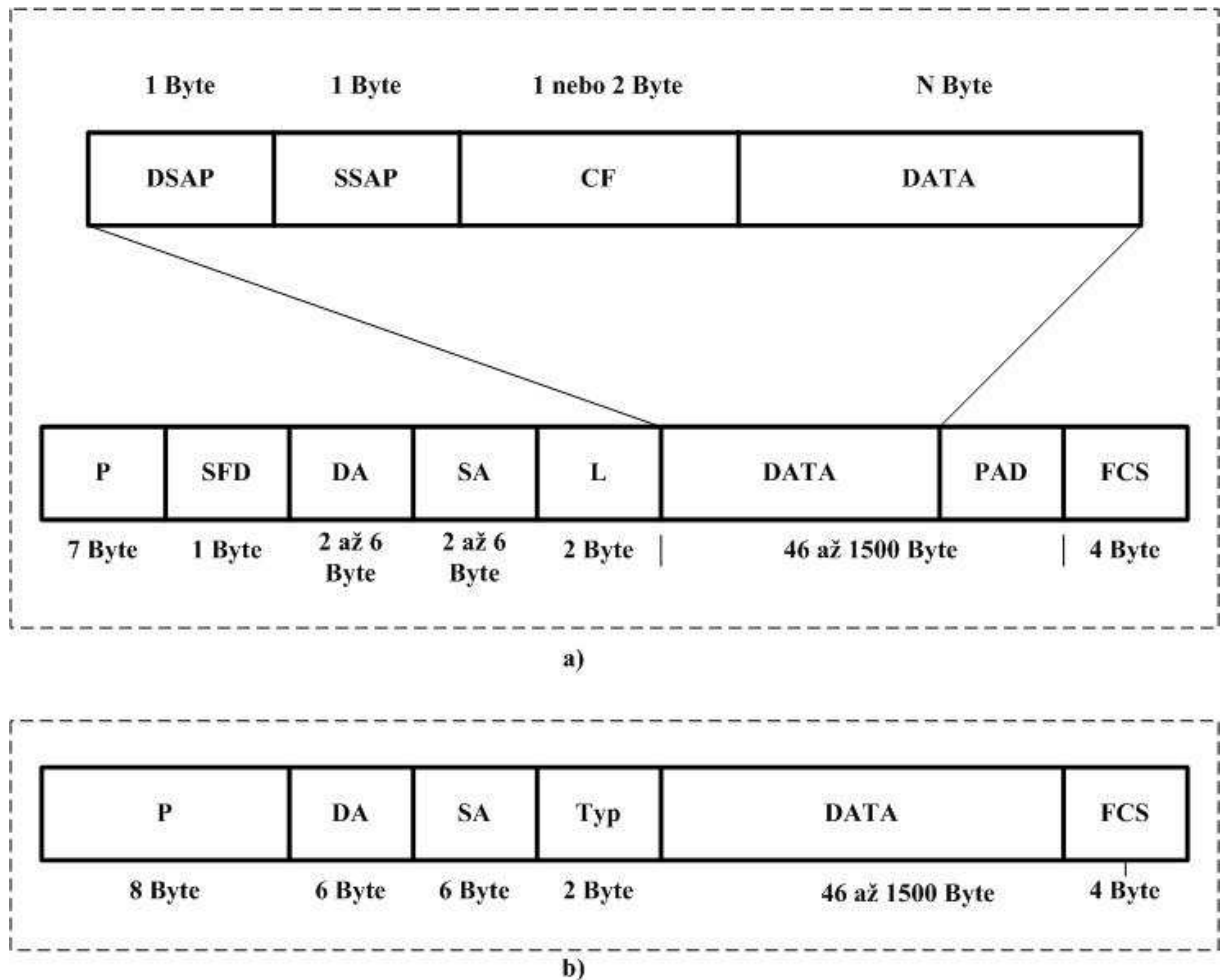 1 Byte 1 Byte 1 nebo 2 Byte N Byte
DSAP SSAP CF DATA
P SFD DA SA L DATA PAD FCS
7 Byte 1 Byte 2 až 6 Byte 2 až 6 Byte 2 Byte 46 až 1500 Byte 4 Byte
a)
P DA SA Typ DATA FCS
8 Byte 6 Byte 6 Byte 2 Byte 46 až 1500 Byte 4 Byte
b)